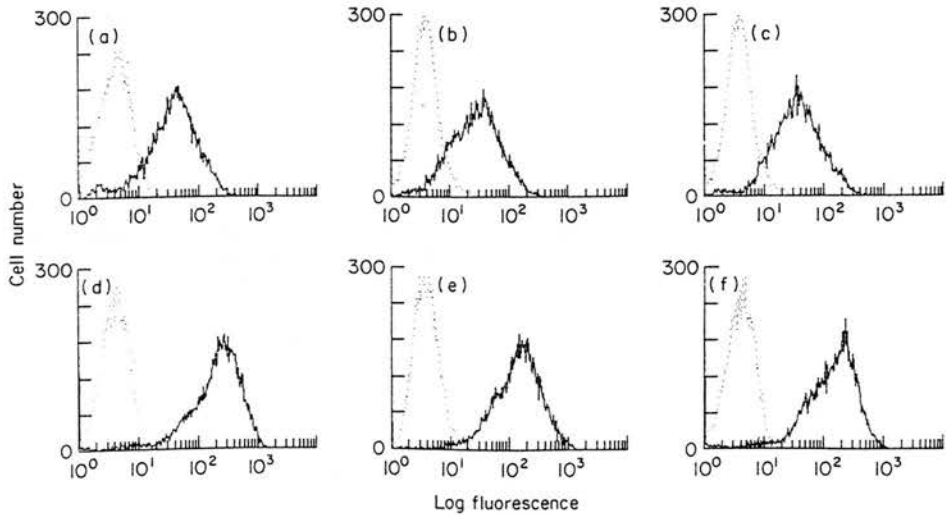 300 (a) 300 (b) 300 (c)
0 0 0
10⁰ 10¹ 10² 10³ 10⁰ 10¹ 10² 10³ 10⁰ 10¹ 10² 10³
Cell number
300 (d) 300 (e) 300 (f)
0 0 0
10⁰ 10¹ 10² 10³ 10⁰ 10¹ 10² 10³ 10⁰ 10¹ 10² 10³
Log fluorescence